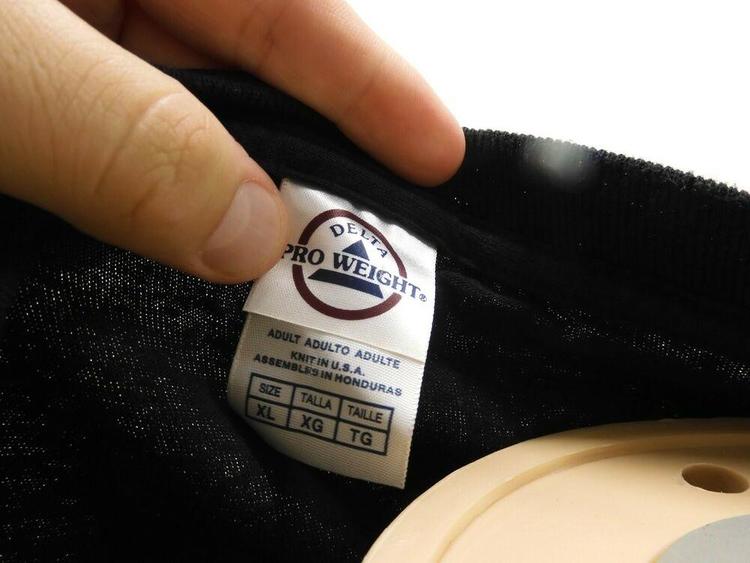 DELTA
PRO WEIGHT®
ADULT ADULTO ADULTE
KNIT IN U.S.A.
ASSEMBLED IN HONDURAS
SIZE TALLA TAILLE
XL XG TG